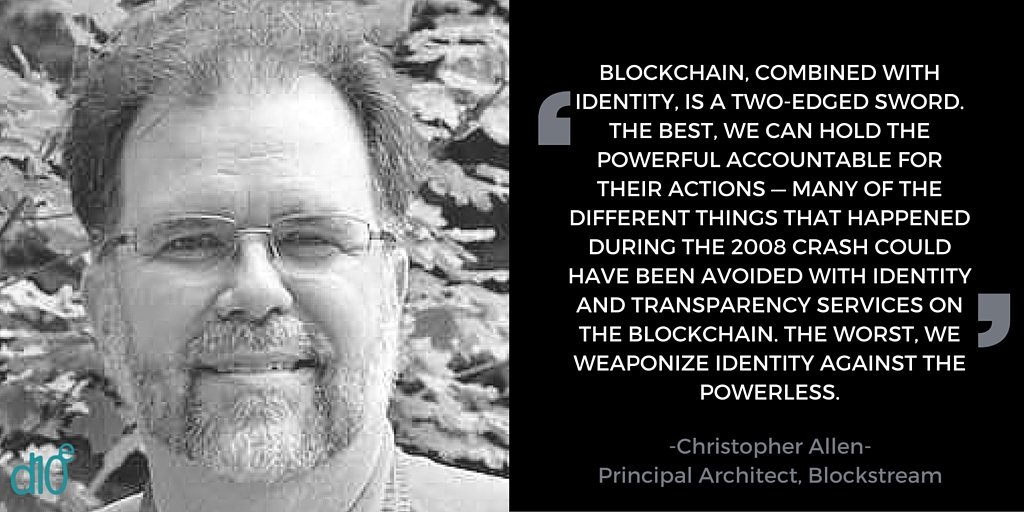 BLOCKCHAIN, COMBINED WITH
IDENTITY, IS A TWO-EDGED SWORD.
THE BEST, WE CAN HOLD THE
POWERFUL ACCOUNTABLE FOR
THEIR ACTIONS — MANY OF THE
DIFFERENT THINGS THAT HAPPENED
DURING THE 2008 CRASH COULD
HAVE BEEN AVOIDED WITH IDENTITY
AND TRANSPARENCY SERVICES ON
THE BLOCKCHAIN. THE WORST, WE
WEAPONIZE IDENTITY AGAINST THE
POWERLESS.
-Christopher Allen-
Principal Architect, Blockstream
d10e